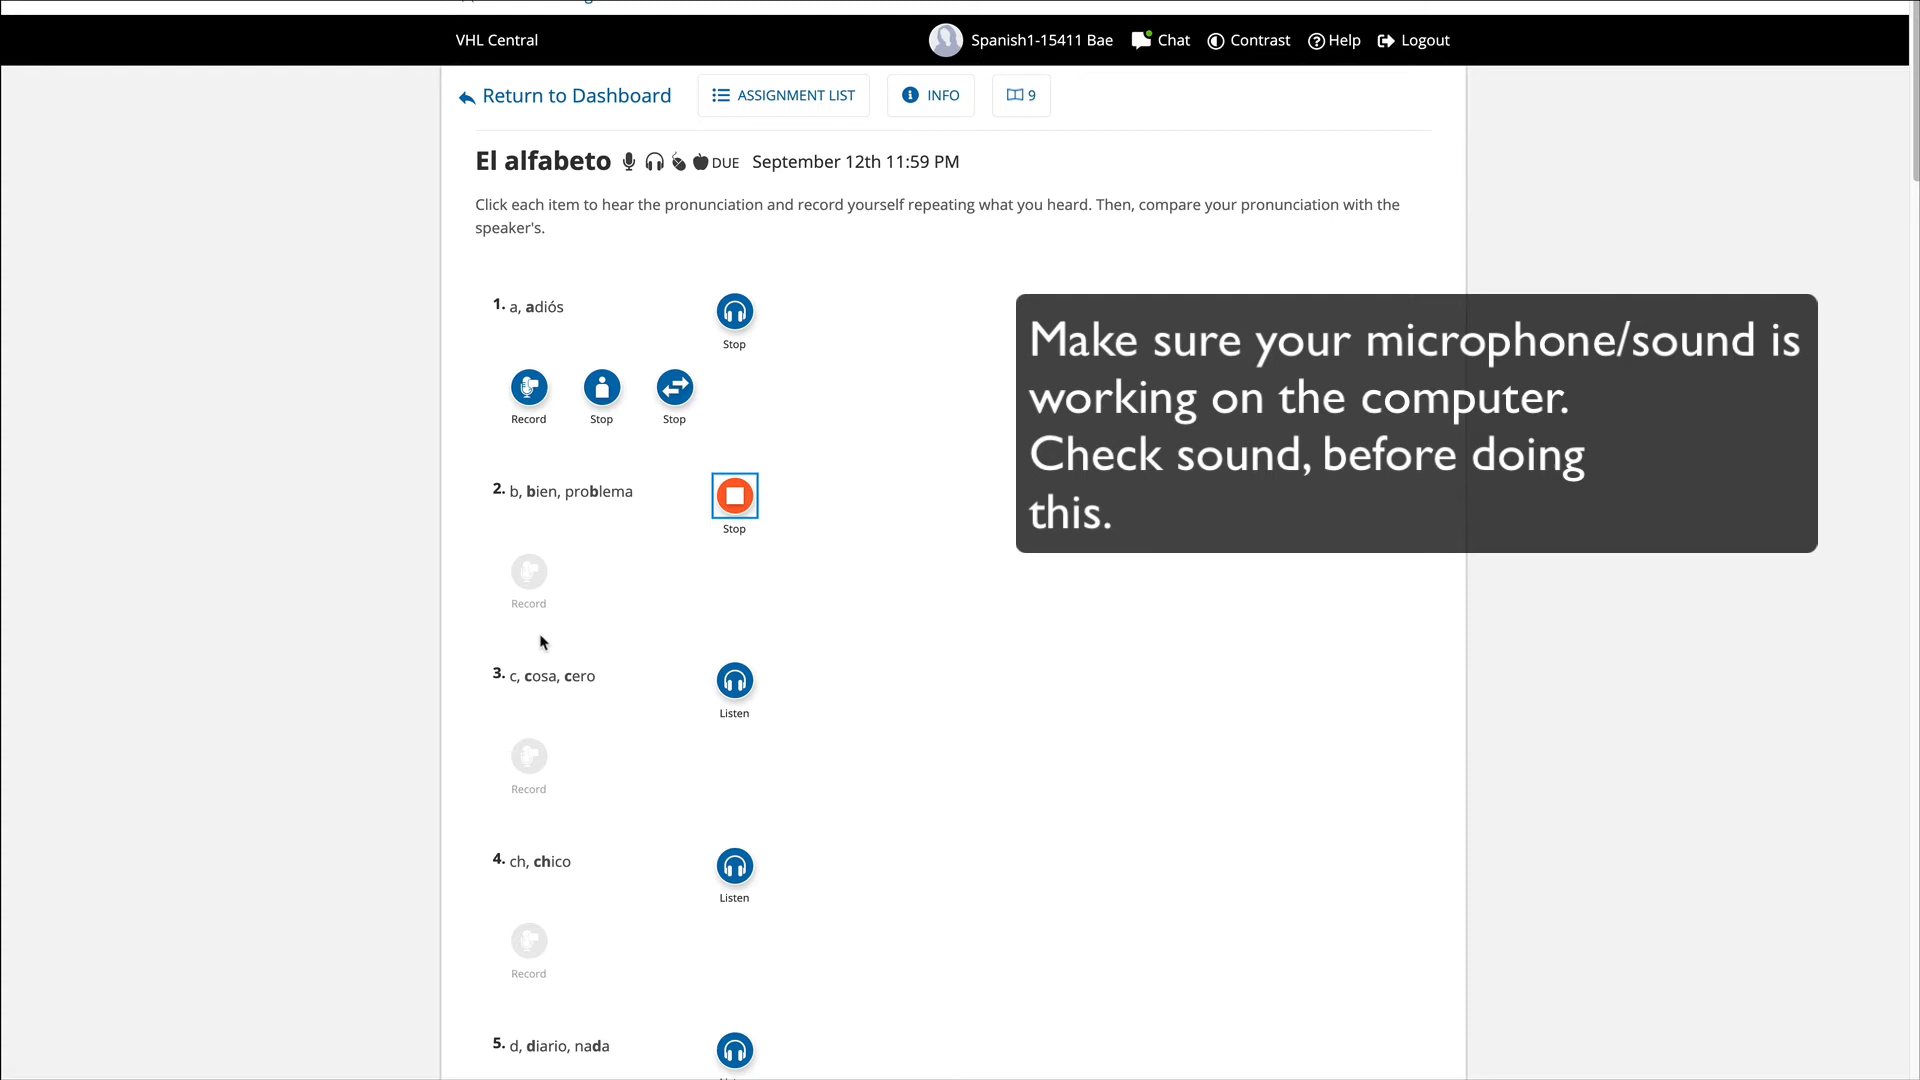 VHL Central
Spanish1-15411 Bae
Chat
Contrast
Help
Logout
Return to Dashboard
ASSIGNMENT LIST
INFO
9
El alfabeto
DUE September 12th 11:59 PM
Click each item to hear the pronunciation and record yourself repeating what you heard. Then, compare your pronunciation with the
speaker's.
1. a, adiós
Stop
Record
Stop
Stop
2. b, bien, problema
Stop
Record
3. c, cosa, cero
Listen
Record
4. ch, chico
Listen
Record
5. d, diario, nada
Make sure your microphone/sound is
working on the computer.
Check sound, before doing
this.